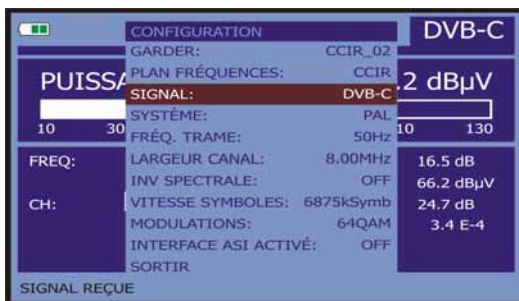 CONFIGURATION
DVB-C
GARDER: CCIR_02
PLAN FRÉQUENCES: CCIR
PUISSA .2 dBµV
SIGNAL: DVB-C
SYSTÈME: PAL
10 30 10 130
FRÉQ. TRAME: 50Hz
FREQ: LARGEUR CANAL: 8.00MHz 16.5 dB
INV SPECTRALE: OFF 66.2 dBµV
CH: VITESSE SYMBOLES: 6875kSymb 24.7 dB
MODULATIONS: 64QAM 3.4 E-4
INTERFACE ASI ACTIVÉ: OFF
SORTIR
SIGNAL REÇUE